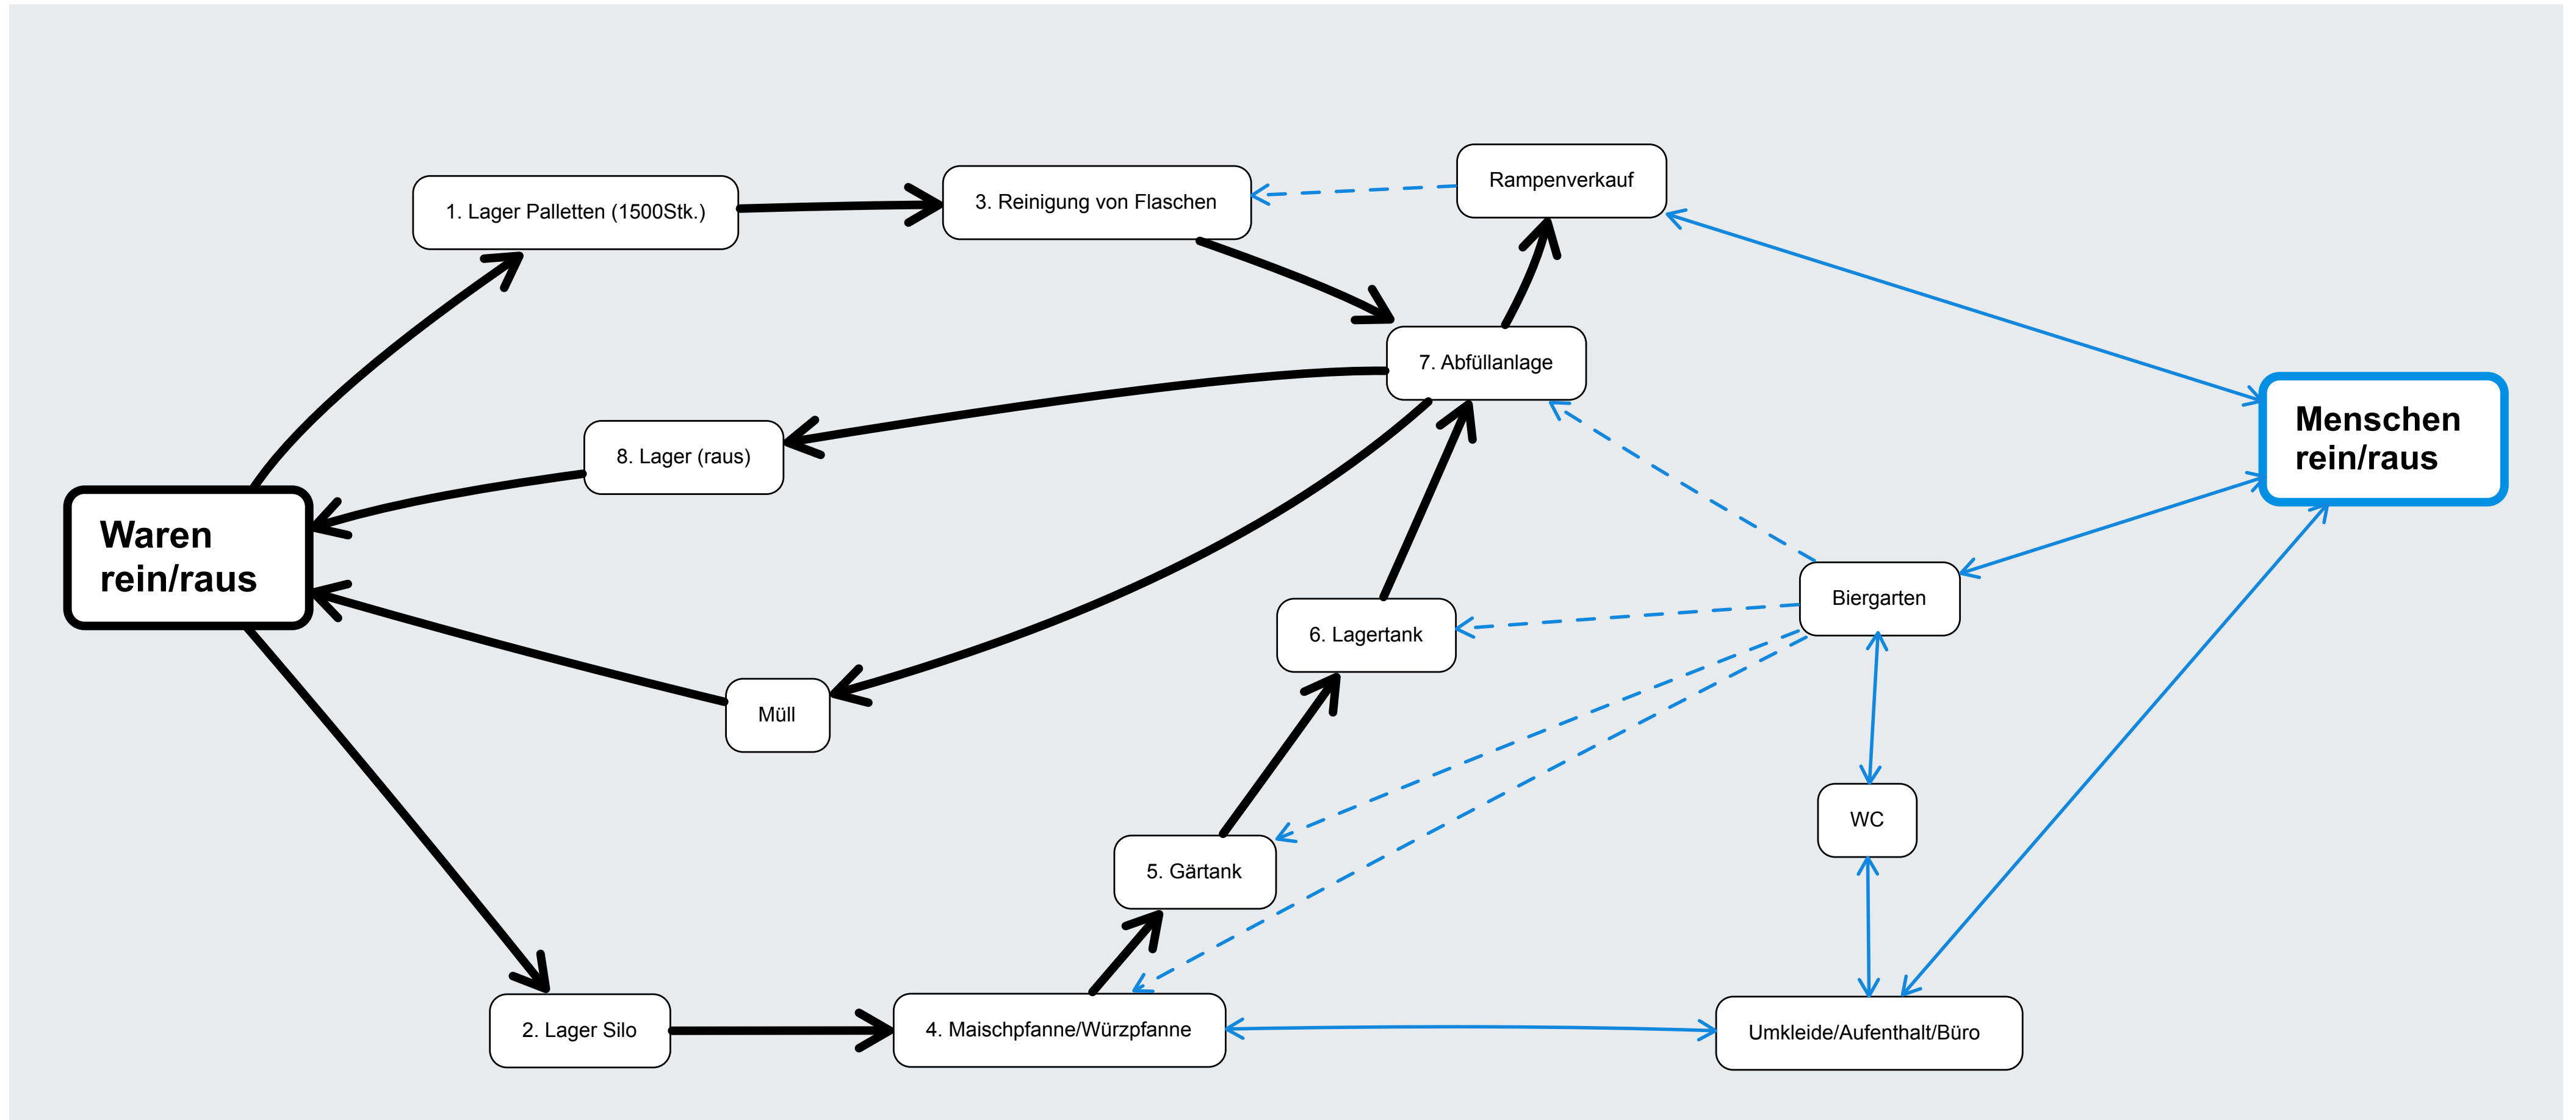 Rampenverkauf
1. Lager Palletten (1500Stk.)
3. Reinigung von Flaschen
7. Abfüllanlage
Menschen
rein/raus
8. Lager (raus)
Waren
rein/raus
Biergarten
6. Lagertank
Müll
WC
5. Gärtank
2. Lager Silo
4. Maischpfanne/Würzpfanne
Umkleide/Aufenthalt/Büro